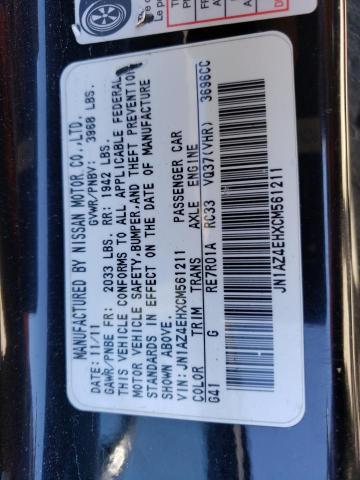 MANUFACTURED BY NISSAN MOTOR CO.,LTD.
DATE: 11/11 GVWR/PNBV: 3968 LBS.
GAWR/PNBE FR: 2033 LBS. RR: 1942 LBS.
THIS VEHICLE CONFORMS TO ALL APPLICABLE FEDERAL
MOTOR VEHICLE SAFETY,BUMPER,AND THEFT PREVENTION
STANDARDS IN EFFECT ON THE DATE OF MANUFACTURE
SHOWN ABOVE.
VIN: JN1AZ4EHXCM561211 PASSENGER CAR
COLOR TRIM TRANS AXLE ENGINE
G41 G RE7R01A RC33 VQ37(VHR) 3696CC
JN1AZ4EHXCM561211